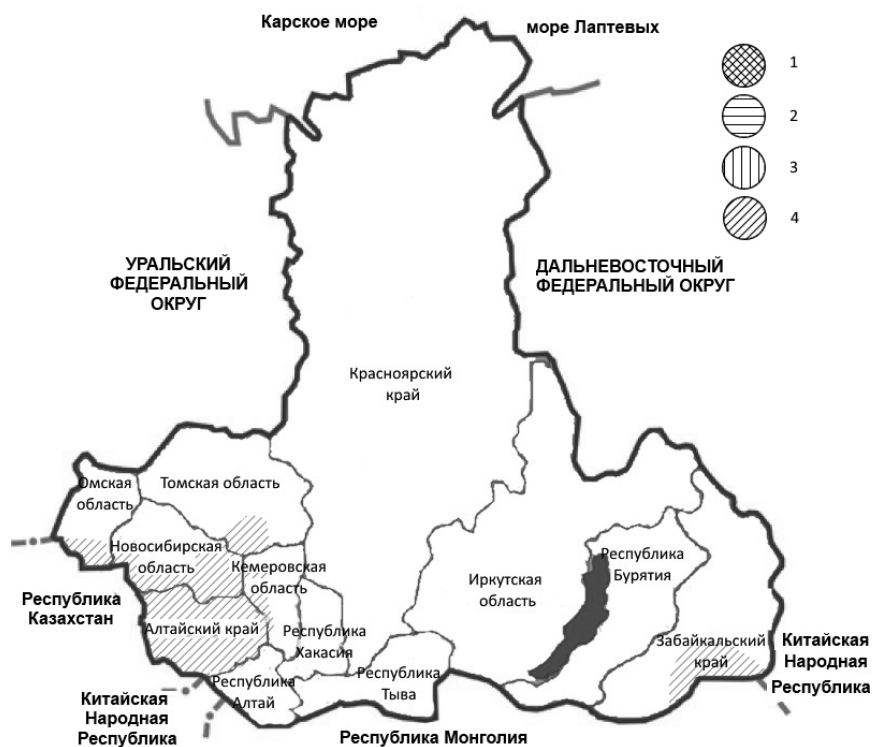 Карское море
море Лаптевых
1
2
3
4
УРАЛЬСКИЙ
ФЕДЕРАЛЬНЫЙ
ОКРУГ
ДАЛЬНЕВОСТОЧНЫЙ
ФЕДЕРАЛЬНЫЙ ОКРУГ
Красноярский
край
Омская
область
Томская область
Новосибирская
область
Кемеровская
область
Республика
Бурятия
Иркутская
область
Республика
Казахстан
Алтайский край
Республика
Хакасия
Забайкальский
край
Китайская
Народная
Республика
Республика
Алтай
Республика
Тыва
Китайская
Народная
Республика
Республика Монголия